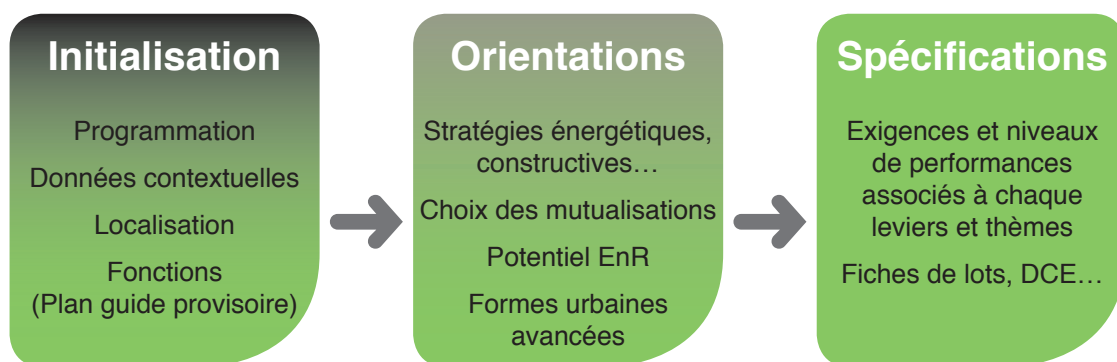 Initialisation
Programmation
Données contextuelles
Localisation
Fonctions
(Plan guide provisoire)
Orientations
Stratégies énergétiques,
constructives…
Choix des mutualisations
Potentiel EnR
Formes urbaines
avancées
Spécifications
Exigences et niveaux
de performances
associés à chaque
leviers et thèmes
Fiches de lots, DCE…